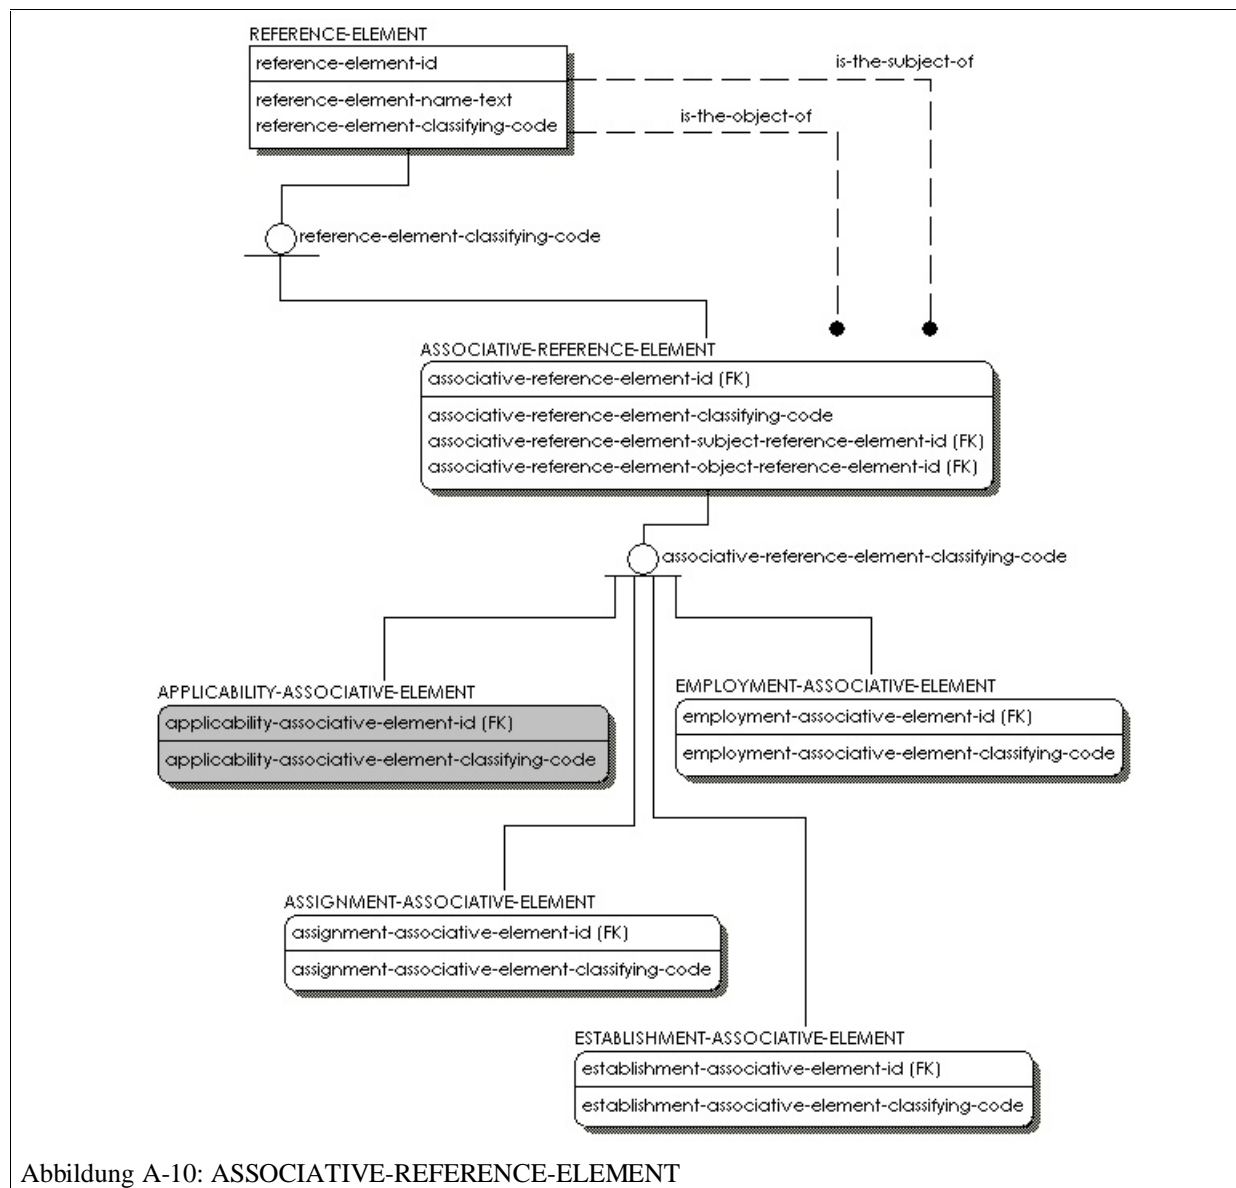 REFERENCE-ELEMENT
reference-element-id
is-the-subject-of
reference-element-name-text
is-the-object-of
reference-element-classifying-code
reference-element-classifying-code
ASSOCIATIVE-REFERENCE-ELEMENT
associative-reference-element-id (FK)
associative-reference-element-classifying-code
associative-reference-element-subject-reference-element-id (FK)
associative-reference-element-object-reference-element-id (FK)
associative-reference-element-classifying-code
APPLICABILITY-ASSOCIATIVE-ELEMENT
applicability-associative-element-id (FK)
applicability-associative-element-classifying-code
EMPLOYMENT-ASSOCIATIVE-ELEMENT
employment-associative-element-id (FK)
employment-associative-element-classifying-code
ASSIGNMENT-ASSOCIATIVE-ELEMENT
assignment-associative-element-id (FK)
assignment-associative-element-classifying-code
ESTABLISHMENT-ASSOCIATIVE-ELEMENT
establishment-associative-element-id (FK)
establishment-associative-element-classifying-code
Abbildung A-10: ASSOCIATIVE-REFERENCE-ELEMENT